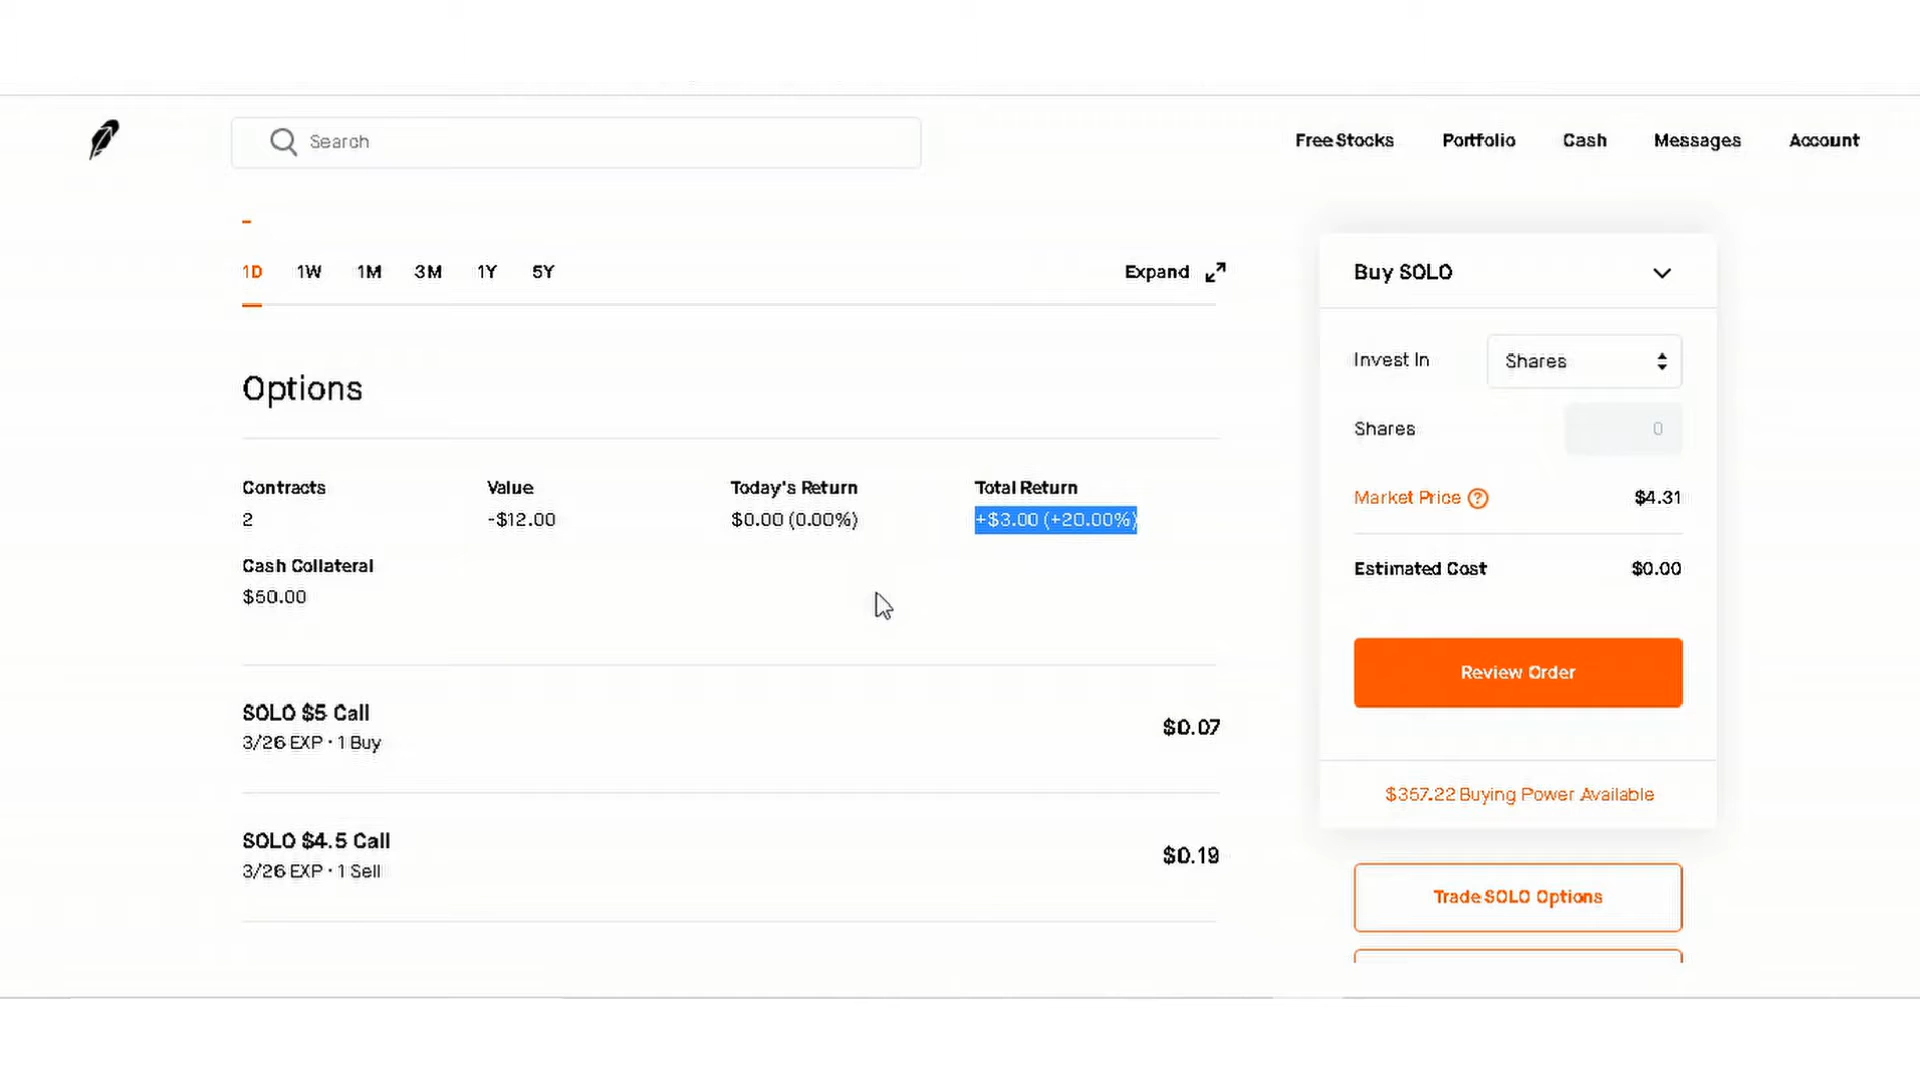 Search
Free Stocks Portfolio Cash Messages Account
1D 1W 1M 3M 1Y 5Y
Expand
Options
Contracts Value Today's Return Total Return
2 -$12.00 $0.00 (0.00%) +$3.00 (+20.00%)
Cash Collateral
$50.00
SOLO $5 Call
3/26 EXP · 1 Buy
$0.07
SOLO $4.5 Call
3/26 EXP · 1 Sell
$0.19
Buy SOLO
Invest In Shares
Shares 0
Market Price ? $4.31
Estimated Cost $0.00
Review Order
$357.22 Buying Power Available
Trade SOLO Options